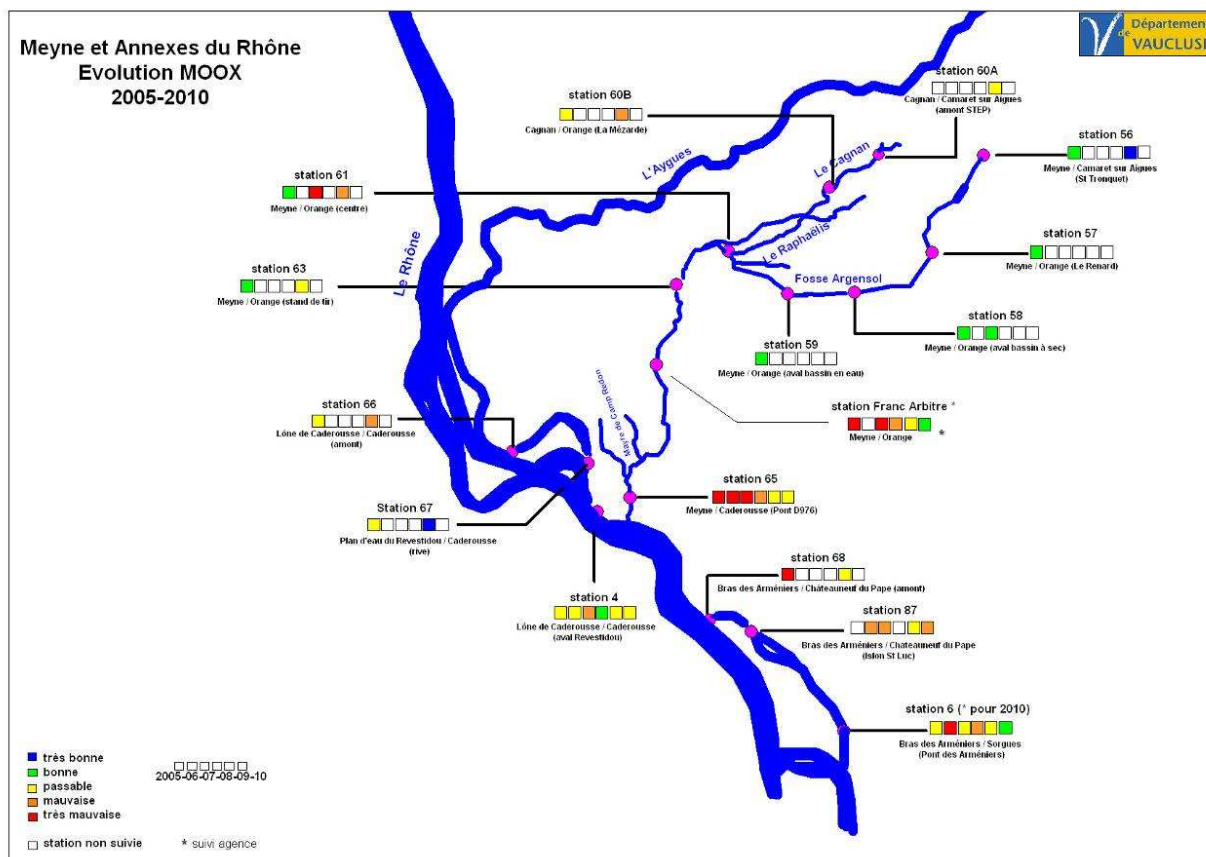 Meyne et Annexes du Rhône
Evolution MOOX
2005-2010
Département
de VAUCLUSE
station 60A
Cagnan / Camaret sur Aigues
(amont STEP)
station 60B
Cagnan / Orange (La Mézarde)
station 56
Meyne / Camaret sur Aigues
(St Tronquet)
L'Aygues
Le Cagnan
station 61
Meyne / Orange (centre)
Le Raphaëlis
station 57
Meyne / Orange (Le Renard)
Le Rhône
station 63
Meyne / Orange (stand de tir)
Fosse Argensol
station 58
Meyne / Orange (aval bassin à sec)
station 59
Meyne / Orange (aval bassin en eau)
Mayre de Camp Redon
station 66
Lône de Caderousse / Caderousse
(amont)
station Franc Arbitre *
Meyne / Orange *
station 65
Meyne / Caderousse (Pont D976)
Station 67
Plan d'eau du Revestidou / Caderousse
(rive)
station 68
Bras des Arméniers / Châteauneuf du Pape (amont)
station 4
Lône de Caderousse / Caderousse
(aval Revestidou)
station 87
Bras des Arméniers / Chateauneuf du Pape
(Islon St Luc)
station 6 (* pour 2010)
Bras des Arméniers / Sorgues
(Pont des Arméniers)
très bonne
bonne
passable
mauvaise
très mauvaise
2005-06-07-08-09-10
station non suivie
* suivi agence